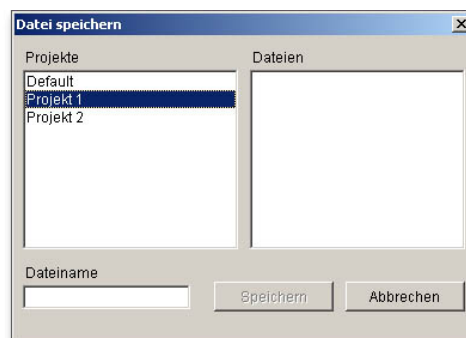 Datei speichern
Projekte
Dateien
Default
Projekt 1
Projekt 2
Dateiname
Speichern
Abbrechen